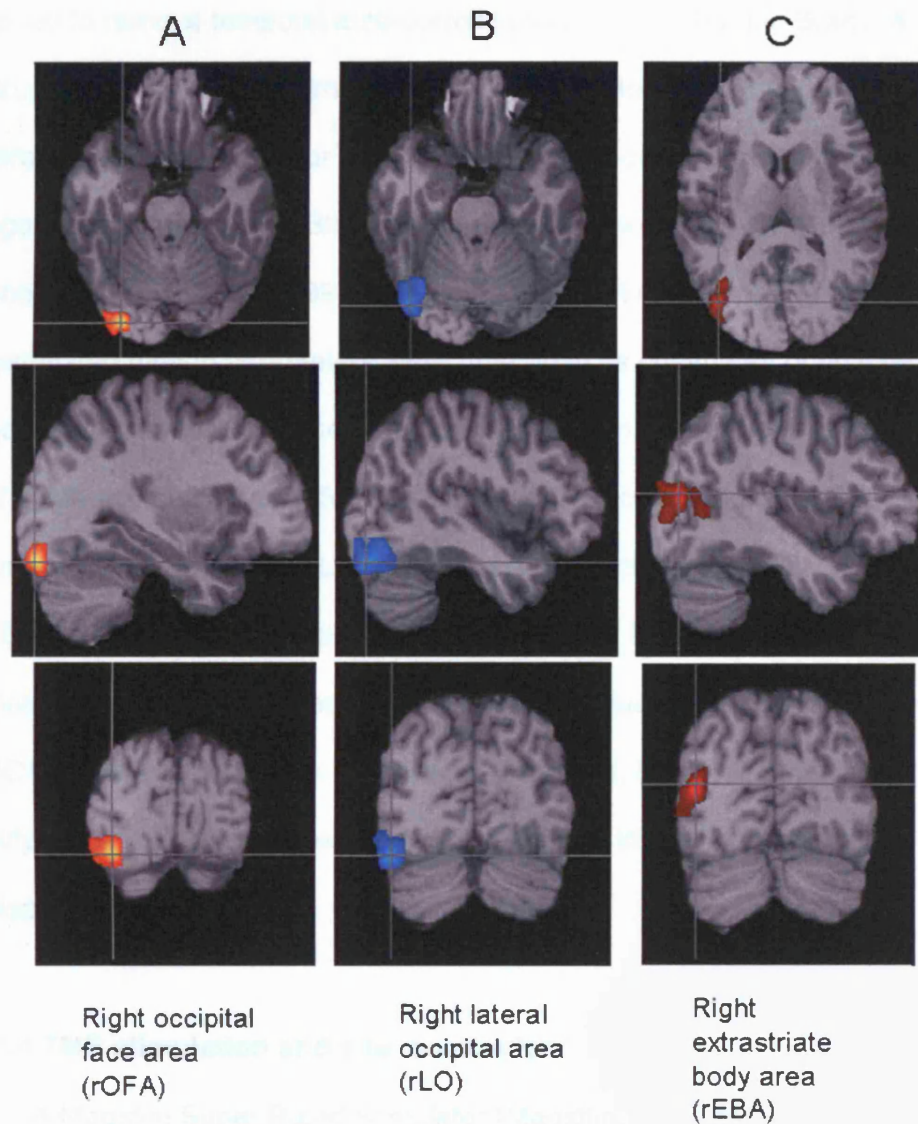 A B C
Right occipital
face area
(rOFA)
Right lateral
occipital area
(rLO)
Right
extrastriate
body area
(rEBA)